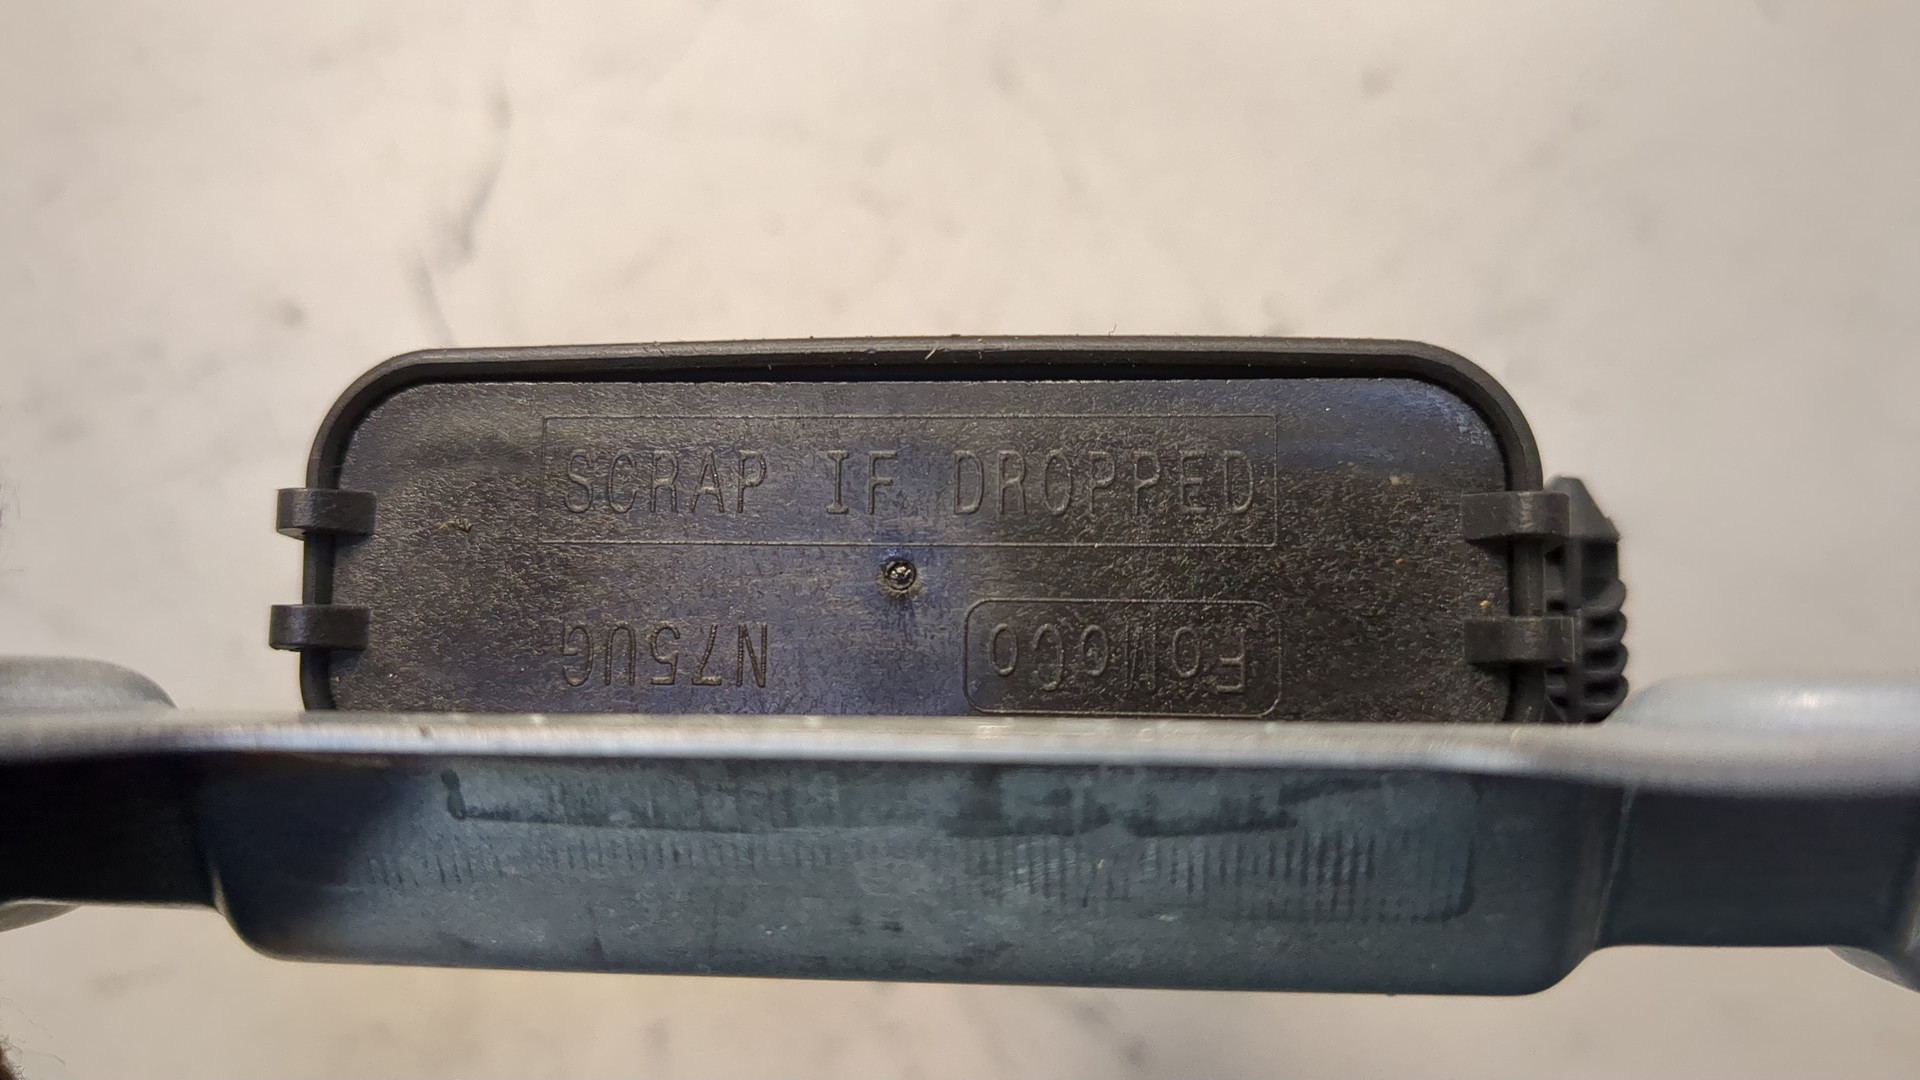 SCRAP IF DROPPED
FoMoCo
N75UG